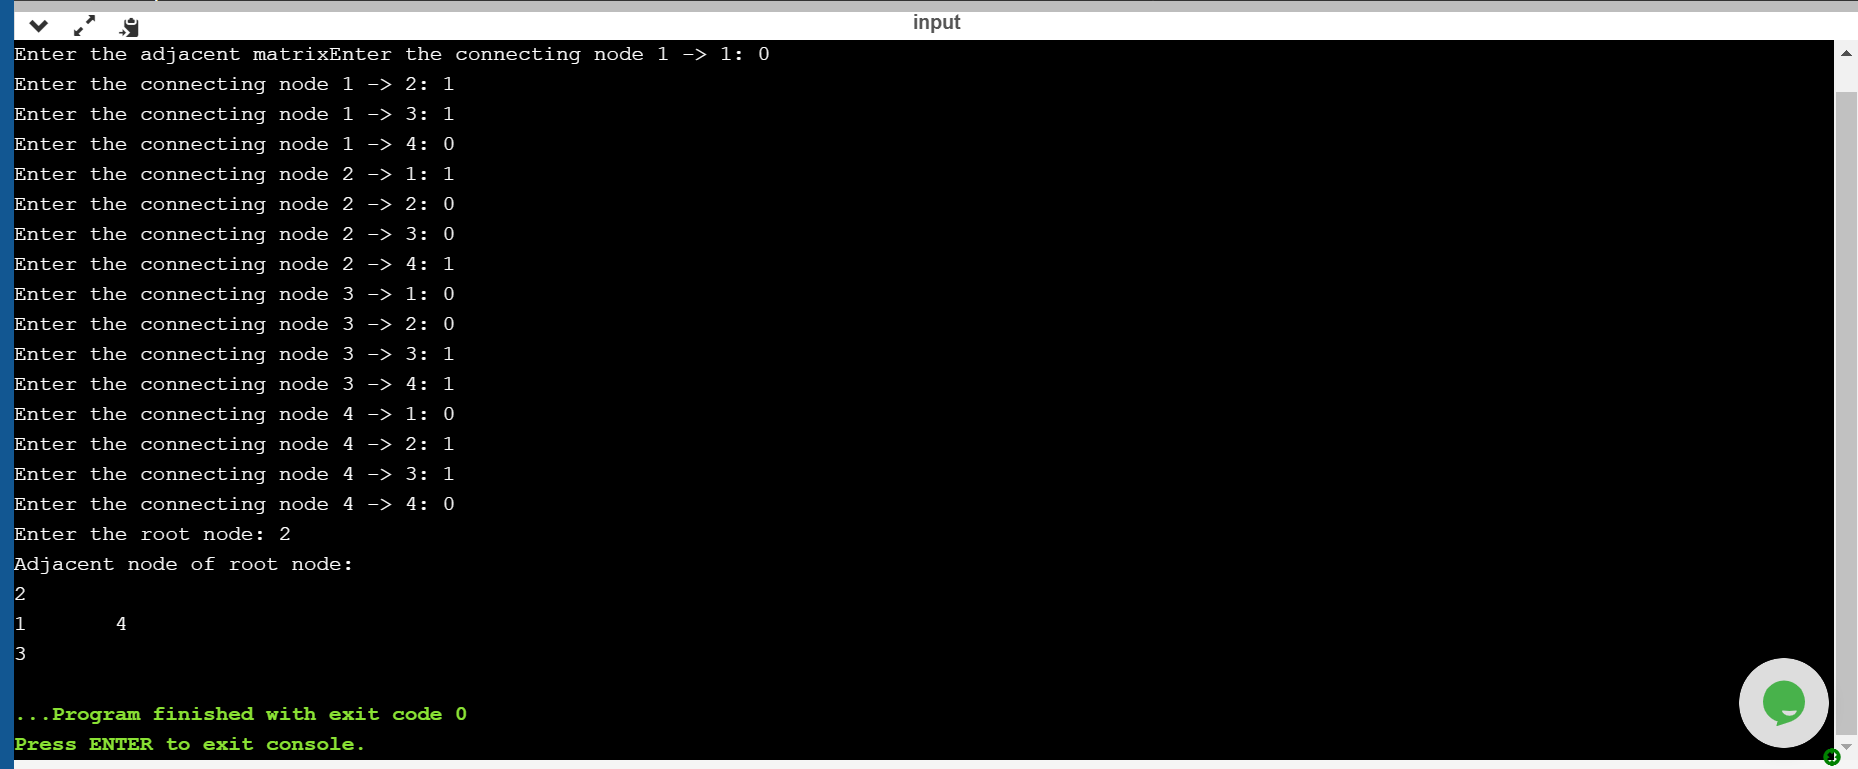 input
Enter the adjacent matrixEnter the connecting node 1 -> 1: 0
Enter the connecting node 1 -> 2: 1
Enter the connecting node 1 -> 3: 1
Enter the connecting node 1 -> 4: 0
Enter the connecting node 2 -> 1: 1
Enter the connecting node 2 -> 2: 0
Enter the connecting node 2 -> 3: 0
Enter the connecting node 2 -> 4: 1
Enter the connecting node 3 -> 1: 0
Enter the connecting node 3 -> 2: 0
Enter the connecting node 3 -> 3: 1
Enter the connecting node 3 -> 4: 1
Enter the connecting node 4 -> 1: 0
Enter the connecting node 4 -> 2: 1
Enter the connecting node 4 -> 3: 1
Enter the connecting node 4 -> 4: 0
Enter the root node: 2
Adjacent node of root node:
2
1       4
3
...Program finished with exit code 0
Press ENTER to exit console.